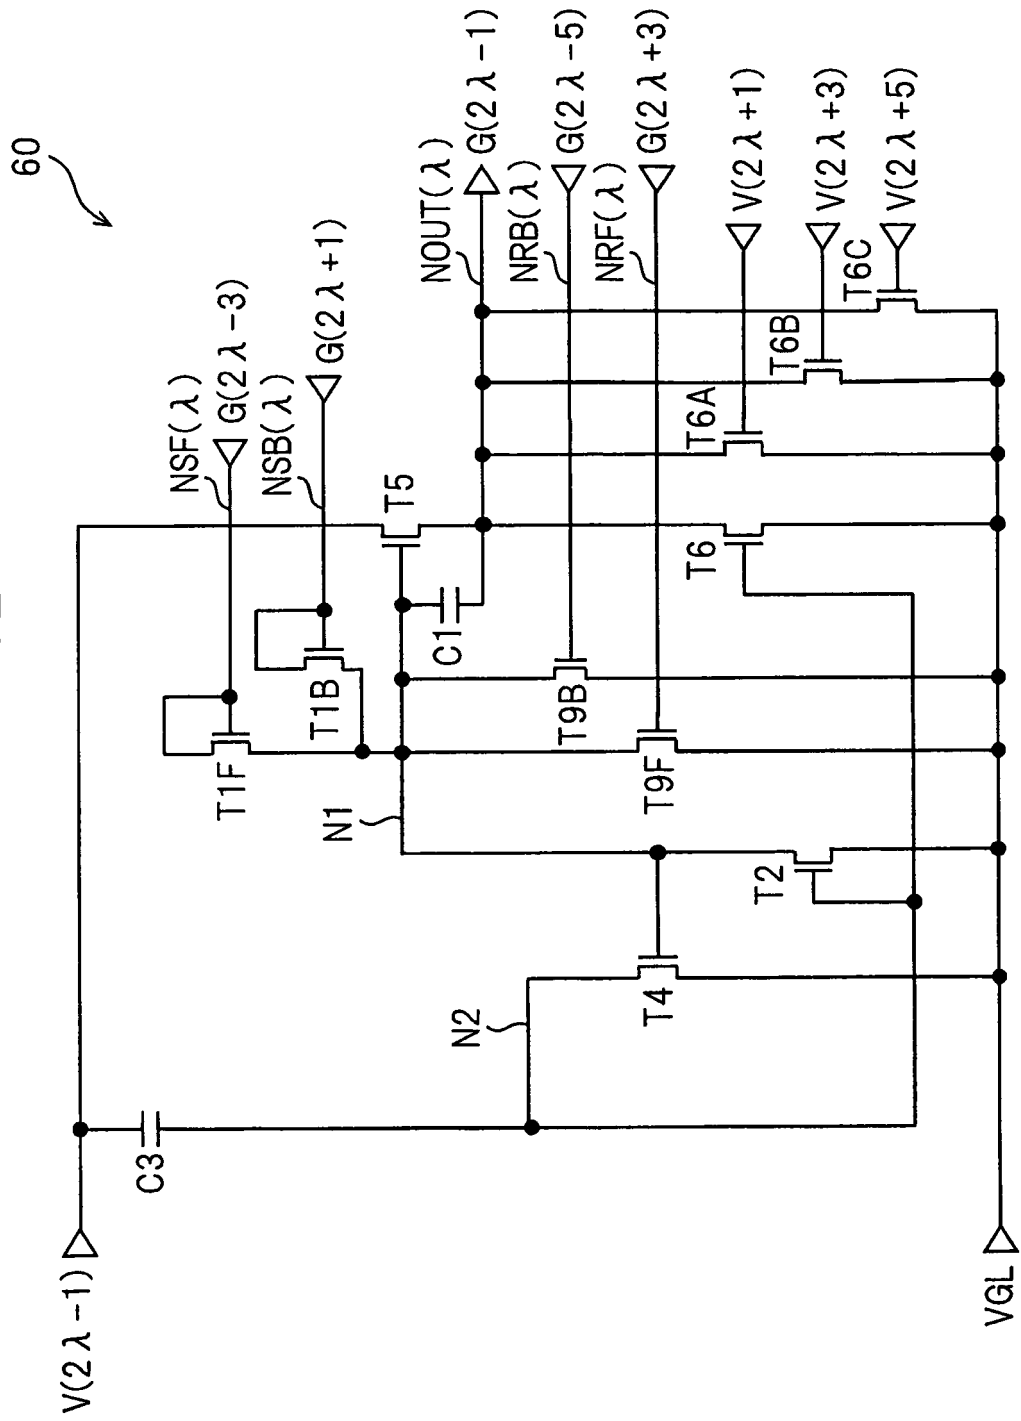 60
V(2λ-1)
C3
N2
T4
N1
T2
T1F
NSF(λ)
G(2λ-3)
T1B
NSB(λ)
G(2λ+1)
T5
C1
T9B
T9F
T6
T6A
T6B
T6C
NOUT(λ)
G(2λ-1)
NRB(λ)
G(2λ-5)
NRF(λ)
G(2λ+3)
V(2λ+1)
V(2λ+3)
V(2λ+5)
VGL